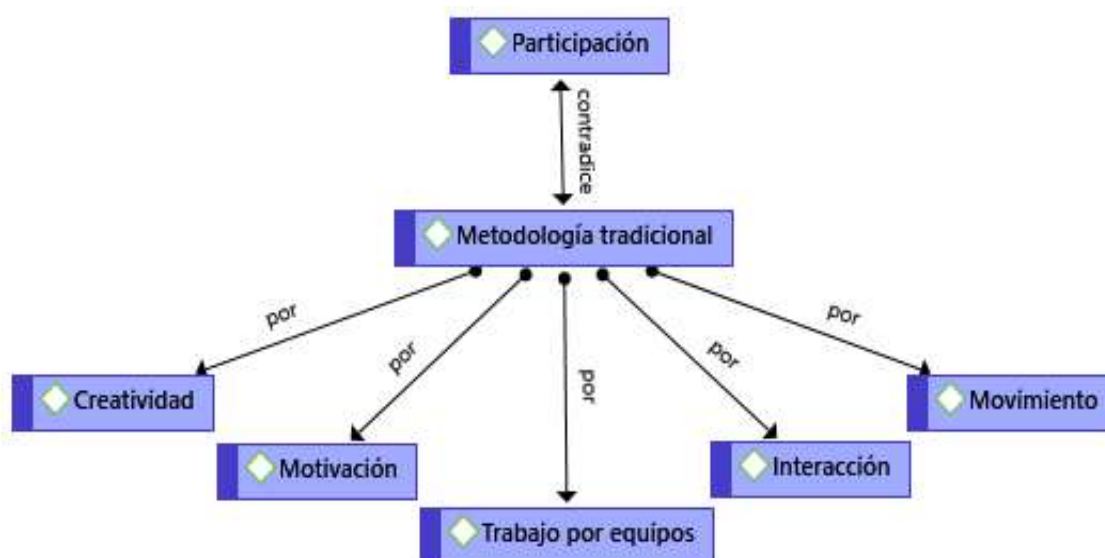 Participación
contradice
Metodología tradicional
por
por
por
por
por
Creatividad
Movimiento
Motivación
Interacción
Trabajo por equipos